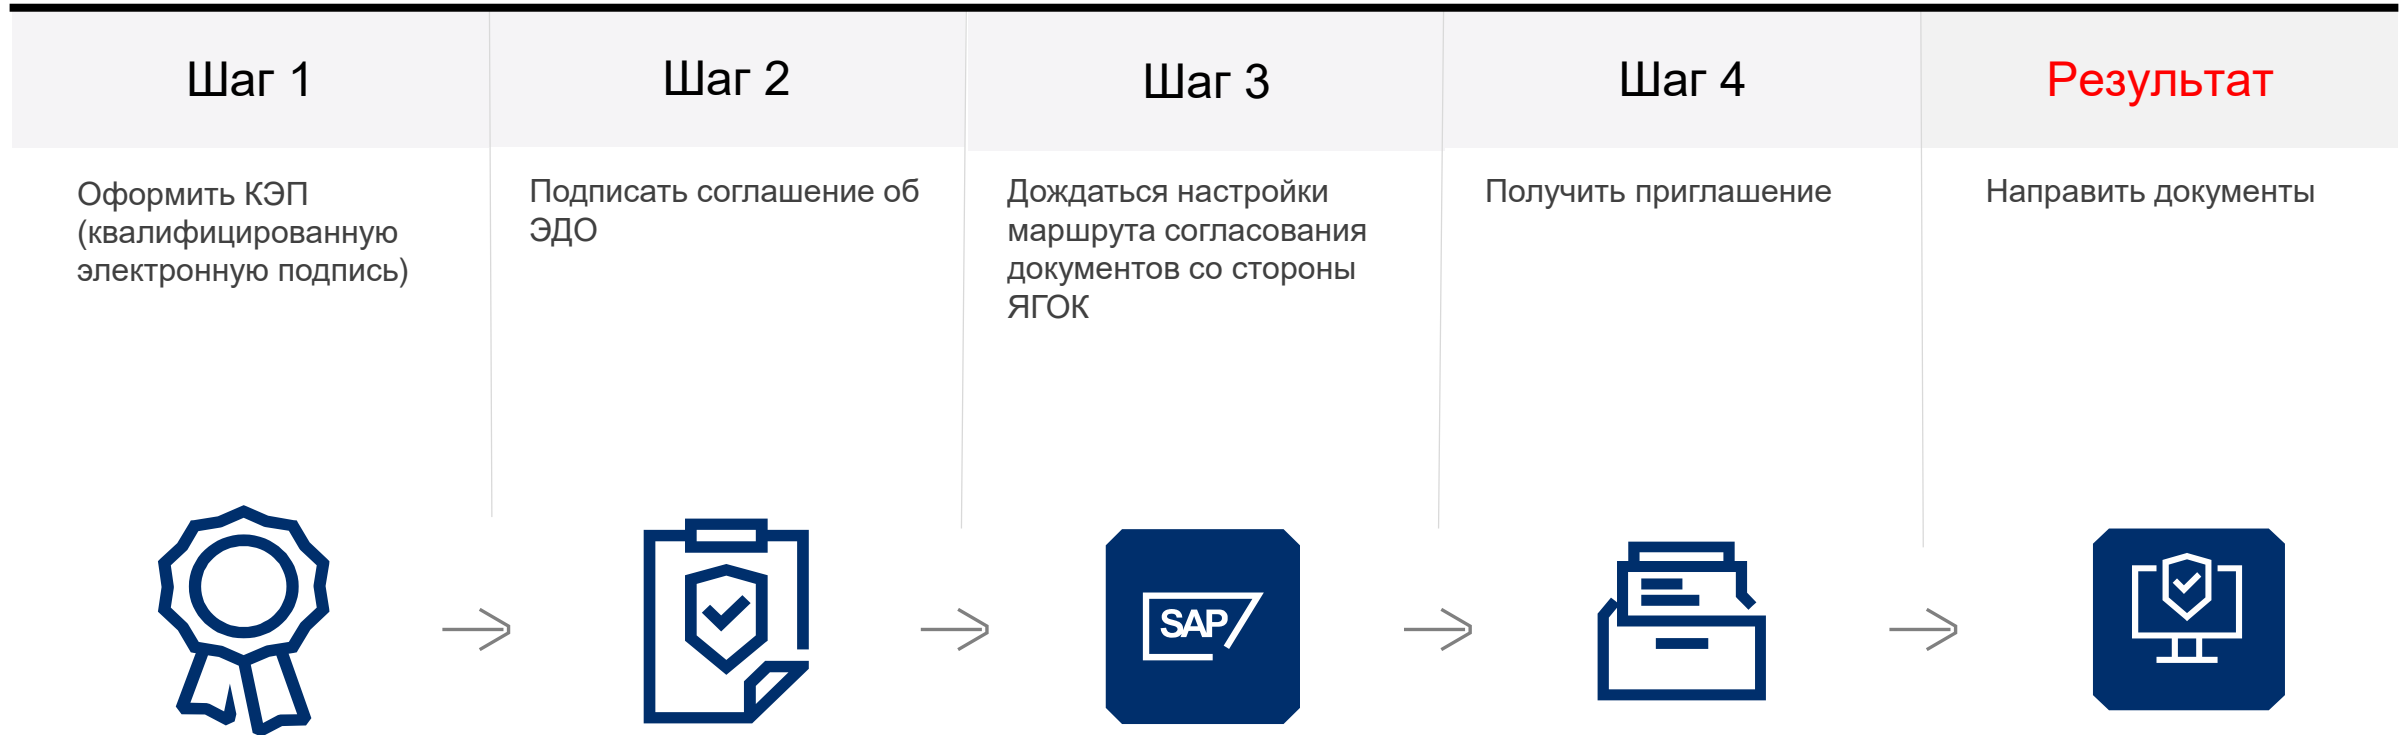 Шаг 1
Шаг 2
Шаг 3
Шаг 4
Результат
Оформить КЭП
(квалифицированную
электронную подпись)
Подписать соглашение об
ЭДО
Дождаться настройки
маршрута согласования
документов со стороны
ЯГОК
Получить приглашение
Направить документы
SAP